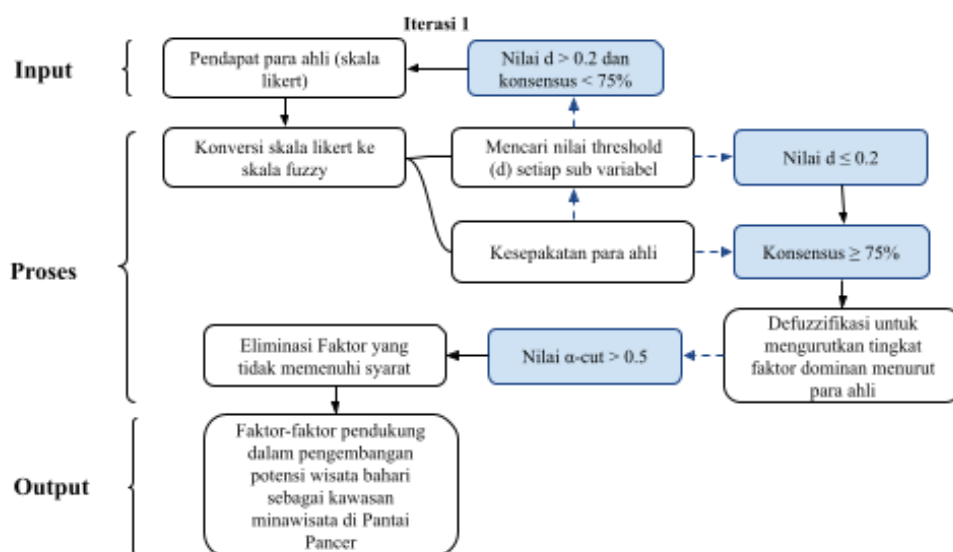 Iterasi 1
Input
Pendapat para ahli (skala
likert)
Nilai d > 0.2 dan
konsensus < 75%
Proses
Konversi skala likert ke
skala fuzzy
Mencari nilai threshold
(d) setiap sub variabel
Nilai d ≤ 0.2
Kesepakatan para ahli
Konsensus ≥ 75%
Defuzzifikasi untuk
mengurutkan tingkat
faktor dominan menurut
para ahli
Nilai α-cut > 0.5
Eliminasi Faktor yang
tidak memenuhi syarat
Output
Faktor-faktor pendukung
dalam pengembangan
potensi wisata bahari
sebagai kawasan
minawisata di Pantai
Pancer